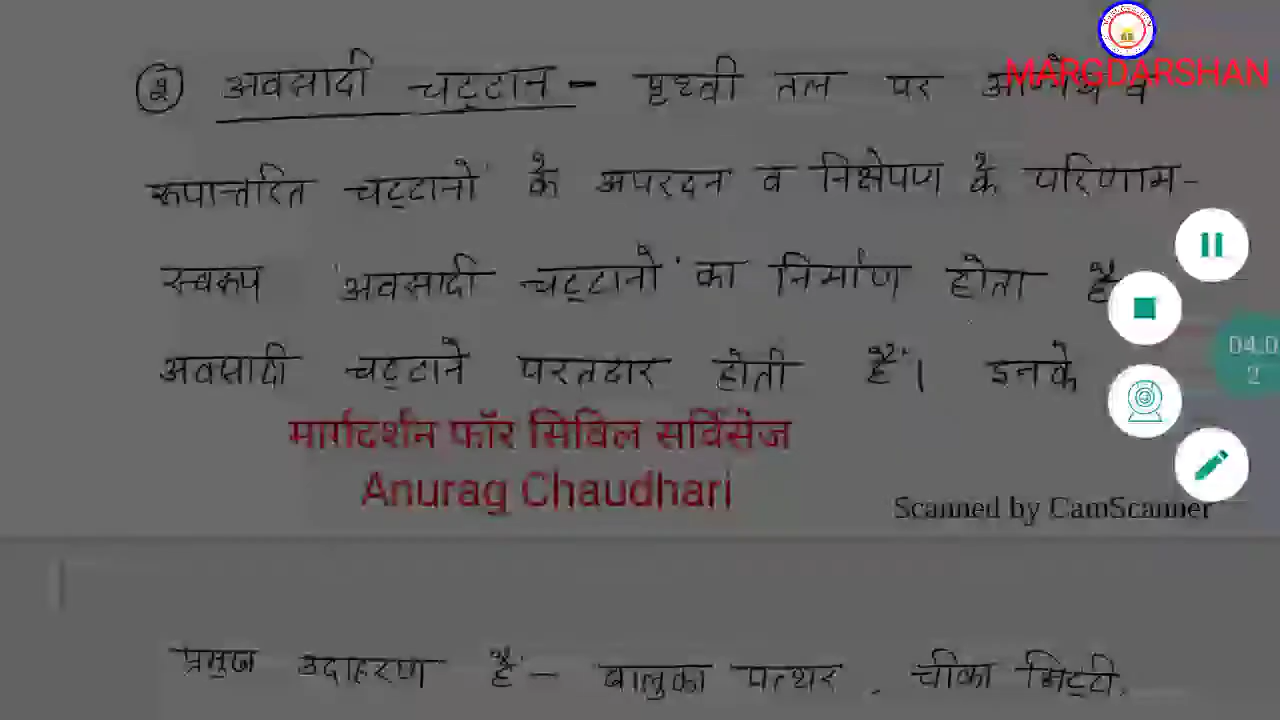 MARGDARSHAN
② अवसादी चट्टान - पृथ्वी तल पर आग्नेय व
रूपान्तरित चट्टानों के अपरदन व निक्षेपण के परिणाम-
स्वरूप अवसादी चट्टानों का निर्माण होता है
अवसादी चट्टाने परतदार होती हैं। इनके
मार्गदर्शन फॉर सिविल सर्विसेज
Anurag Chaudhari
Scanned by CamScanner
प्रमुख उदाहरण हैं - बालुका पत्थर, चीका मिट्टी,
04:0
2